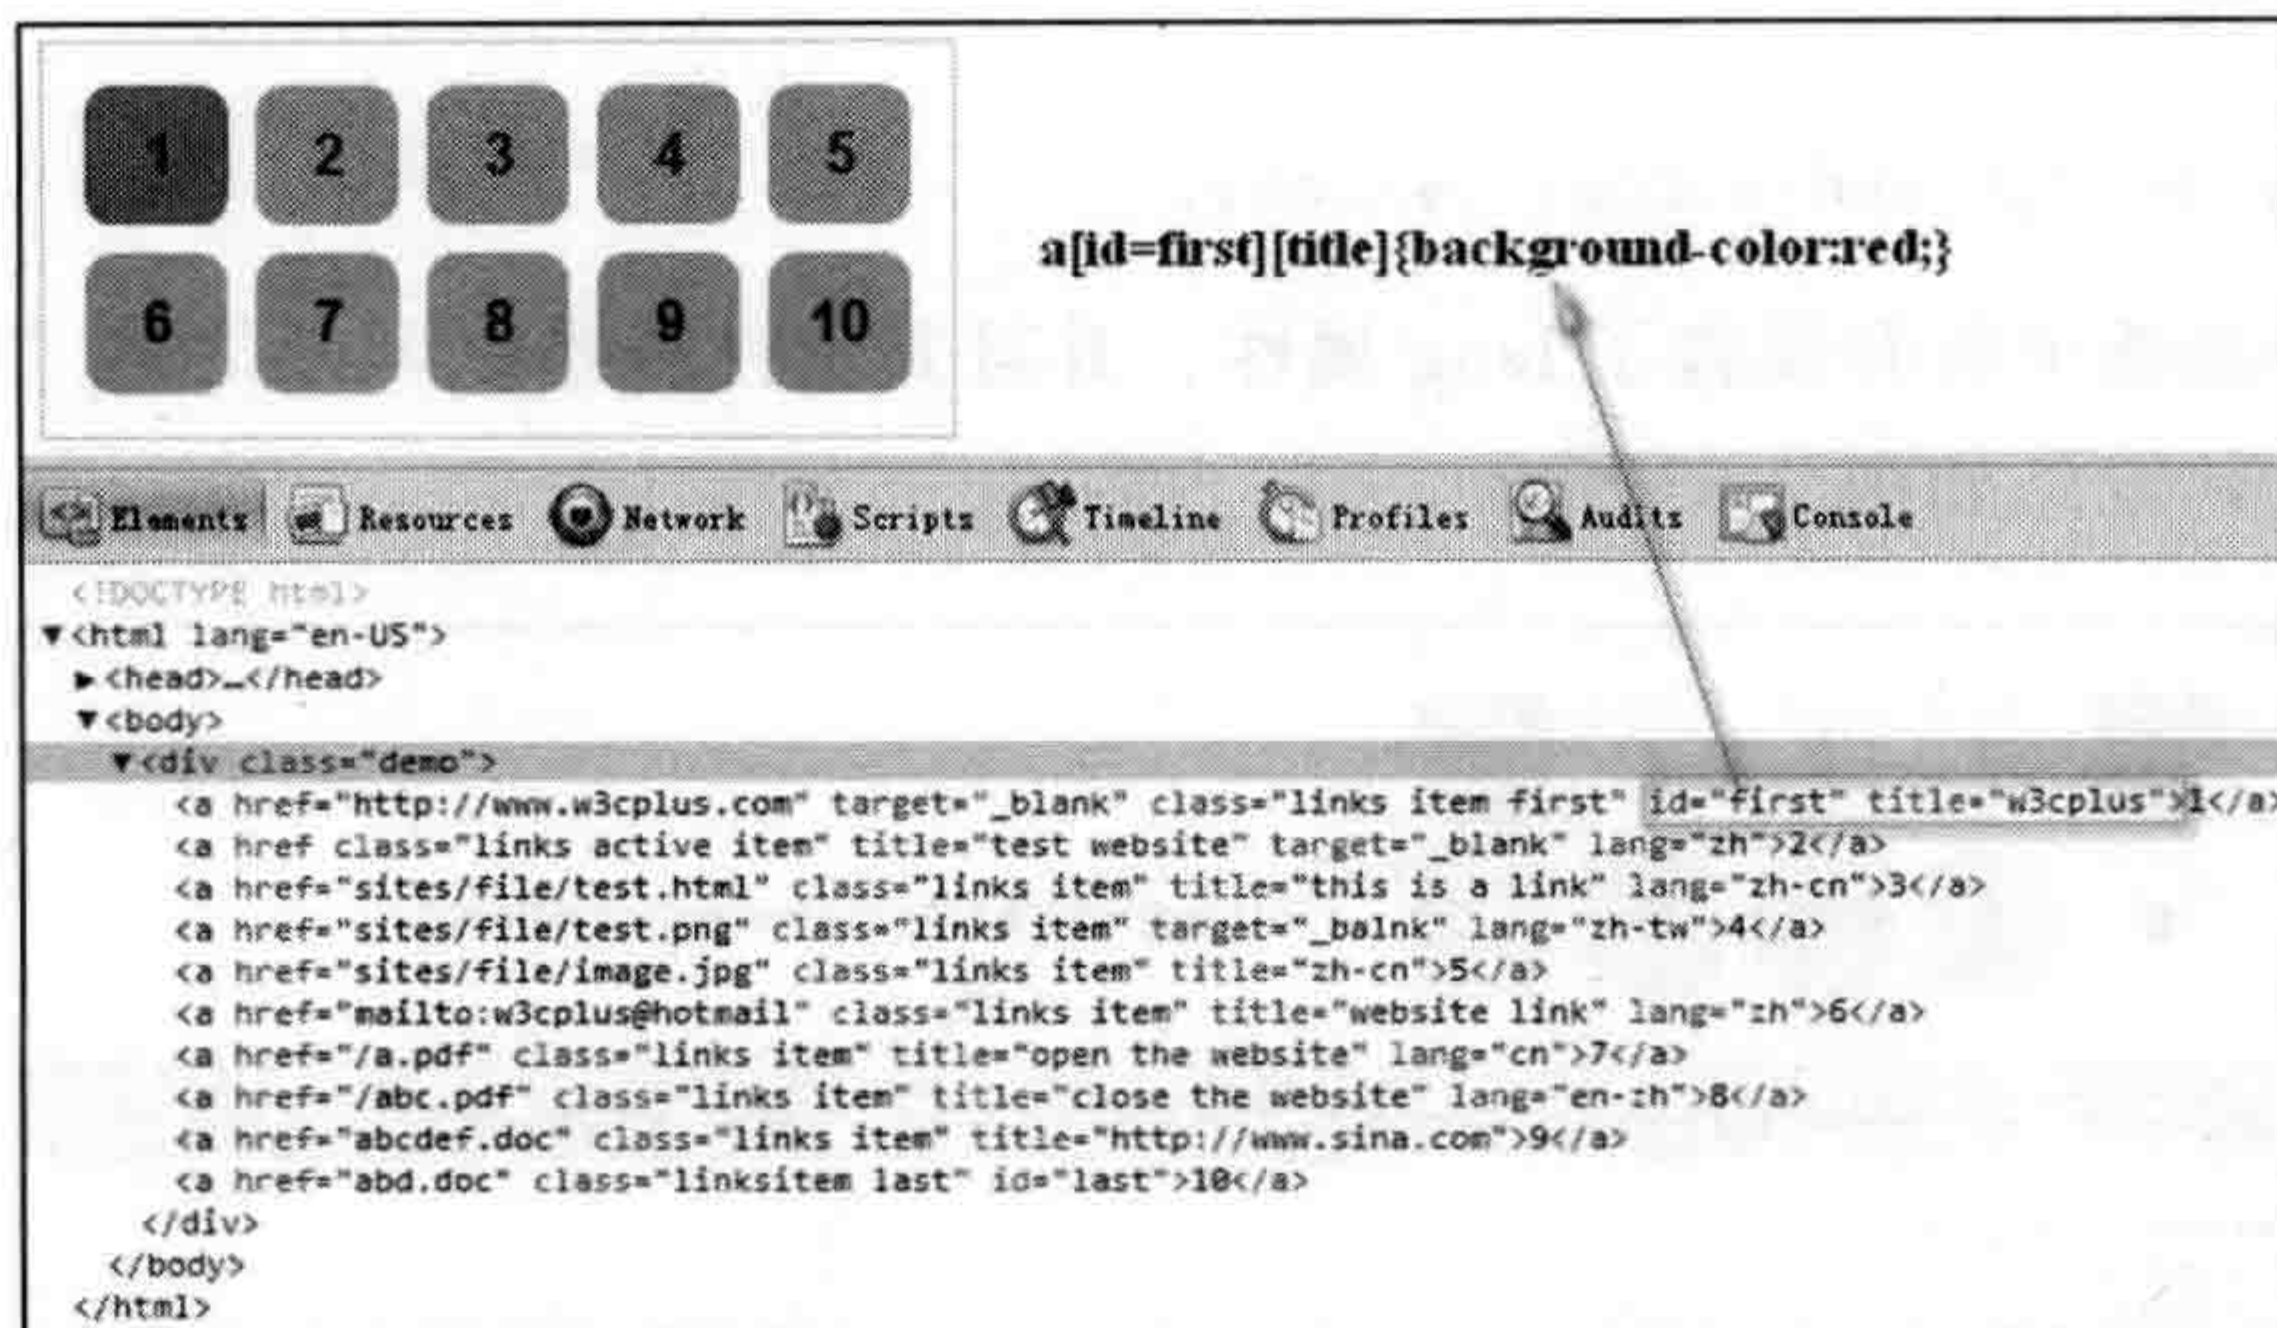 1 2 3 4 5
a[id=first][title]{background-color:red;}
6 7 8 9 10
Elements Resources Network Scripts Timeline Profiles Audits Console
<!DOCTYPE html>
▼<html lang="en-US">
▶<head>…</head>
▼<body>
▼<div class="demo">
<a href="http://www.w3cplus.com" target="_blank" class="links item first" id="first" title="w3cplus">1</a>
<a href class="links active item" title="test website" target="_blank" lang="zh">2</a>
<a href="sites/file/test.html" class="links item" title="this is a link" lang="zh-cn">3</a>
<a href="sites/file/test.png" class="links item" target="_balnk" lang="zh-tw">4</a>
<a href="sites/file/image.jpg" class="links item" title="zh-cn">5</a>
<a href="mailto:w3cplus@hotmail" class="links item" title="website link" lang="zh">6</a>
<a href="/a.pdf" class="links item" title="open the website" lang="cn">7</a>
<a href="/abc.pdf" class="links item" title="close the website" lang="en-zh">8</a>
<a href="abcdef.doc" class="links item" title="http://www.sina.com">9</a>
<a href="abd.doc" class="linksitem last" id="last">10</a>
</div>
</body>
</html>